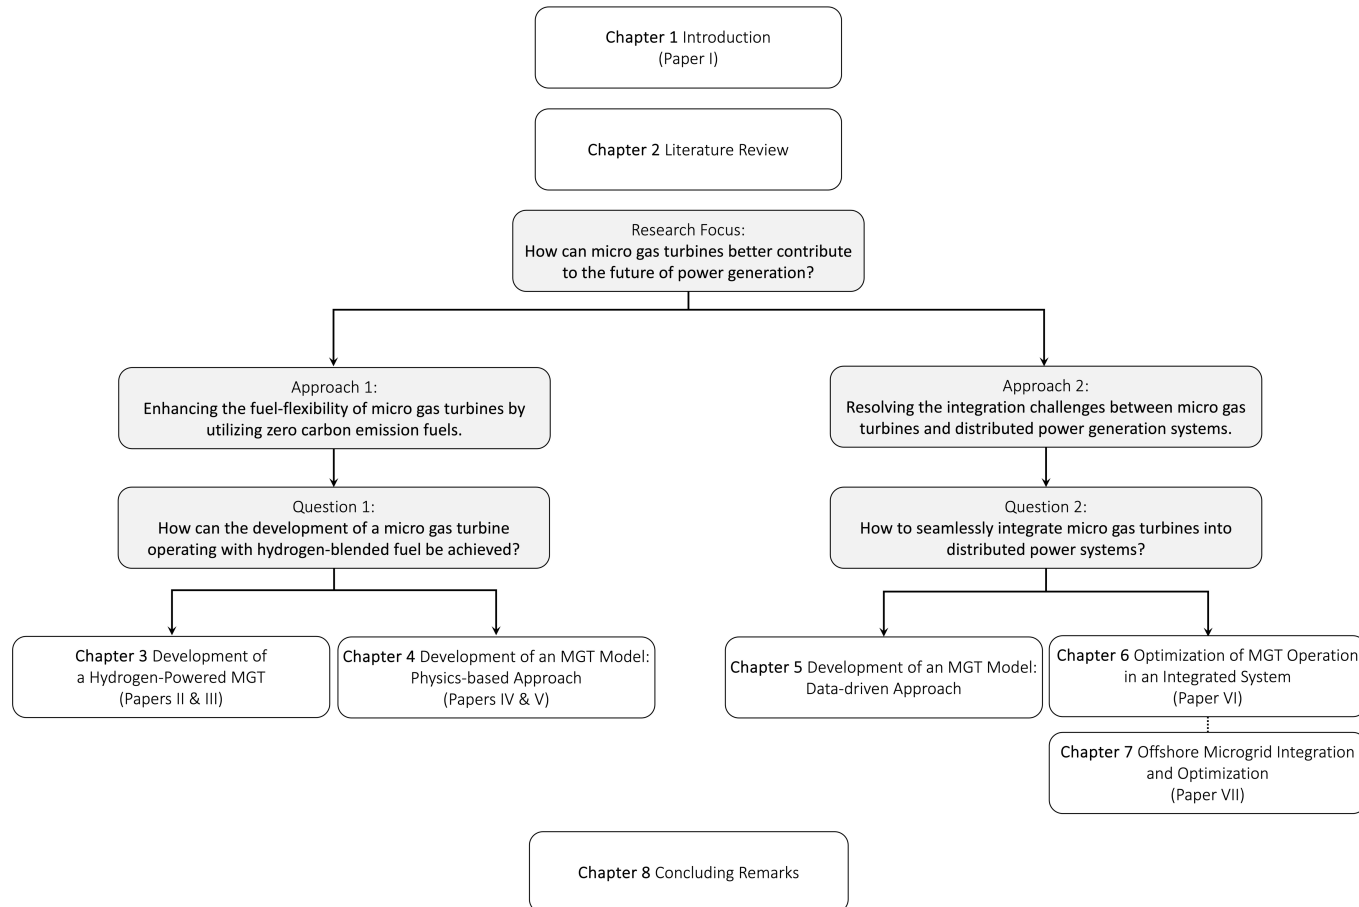 Chapter 1 Introduction
(Paper I)
Chapter 2 Literature Review
Research Focus:
How can micro gas turbines better contribute
to the future of power generation?
Approach 1:
Enhancing the fuel-flexibility of micro gas turbines by
utilizing zero carbon emission fuels.
Approach 2:
Resolving the integration challenges between micro gas
turbines and distributed power generation systems.
Question 1:
How can the development of a micro gas turbine
operating with hydrogen-blended fuel be achieved?
Question 2:
How to seamlessly integrate micro gas turbines into
distributed power systems?
Chapter 3 Development of
a Hydrogen-Powered MGT
(Papers II & III)
Chapter 4 Development of an MGT Model:
Physics-based Approach
(Papers IV & V)
Chapter 5 Development of an MGT Model:
Data-driven Approach
Chapter 6 Optimization of MGT Operation
in an Integrated System
(Paper VI)
Chapter 7 Offshore Microgrid Integration
and Optimization
(Paper VII)
Chapter 8 Concluding Remarks